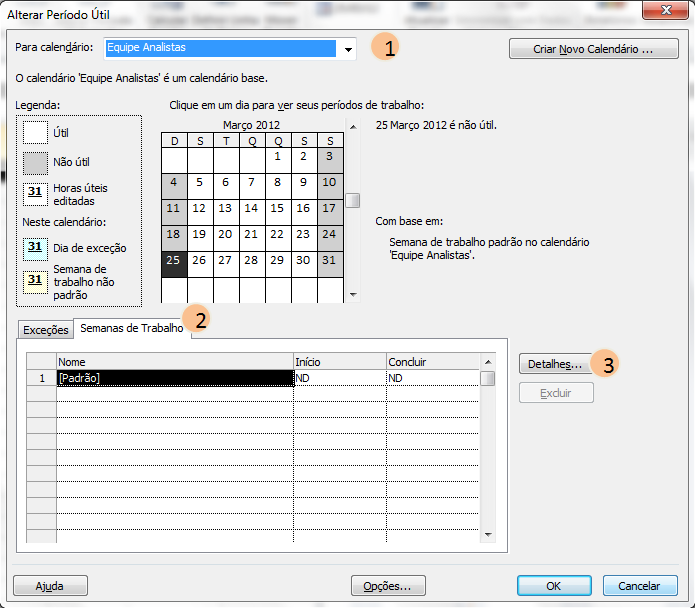 Alterar Período Útil
Para calendário: Equipe Analistas 1 Criar Novo Calendário ...
O calendário 'Equipe Analistas' é um calendário base.
Legenda:
Útil
Não útil
31 Horas úteis
editadas
Neste calendário:
31 Dia de exceção
31 Semana de
trabalho não
padrão
Clique em um dia para ver seus períodos de trabalho:
Março 2012
D S T Q Q S S
1 2 3
4 5 6 7 8 9 10
11 12 13 14 15 16 17
18 19 20 21 22 23 24
25 26 27 28 29 30 31
25 Março 2012 é não útil.
Com base em:
Semana de trabalho padrão no calendário
'Equipe Analistas'.
Exceções Semanas de Trabalho 2
Nome Início Concluir
1 [Padrão] ND ND
Detalhes... 3
Excluir
Ajuda Opções... OK Cancelar